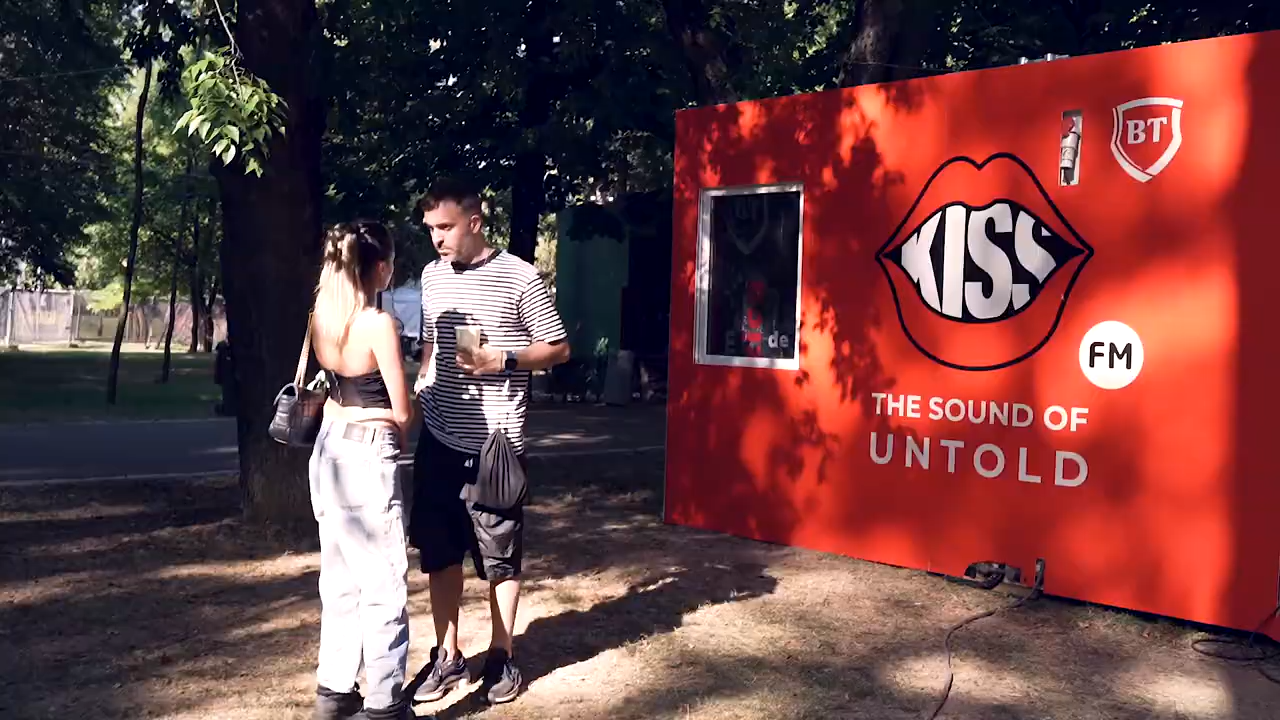 BT
KISS
FM
THE SOUND OF
UNTOLD